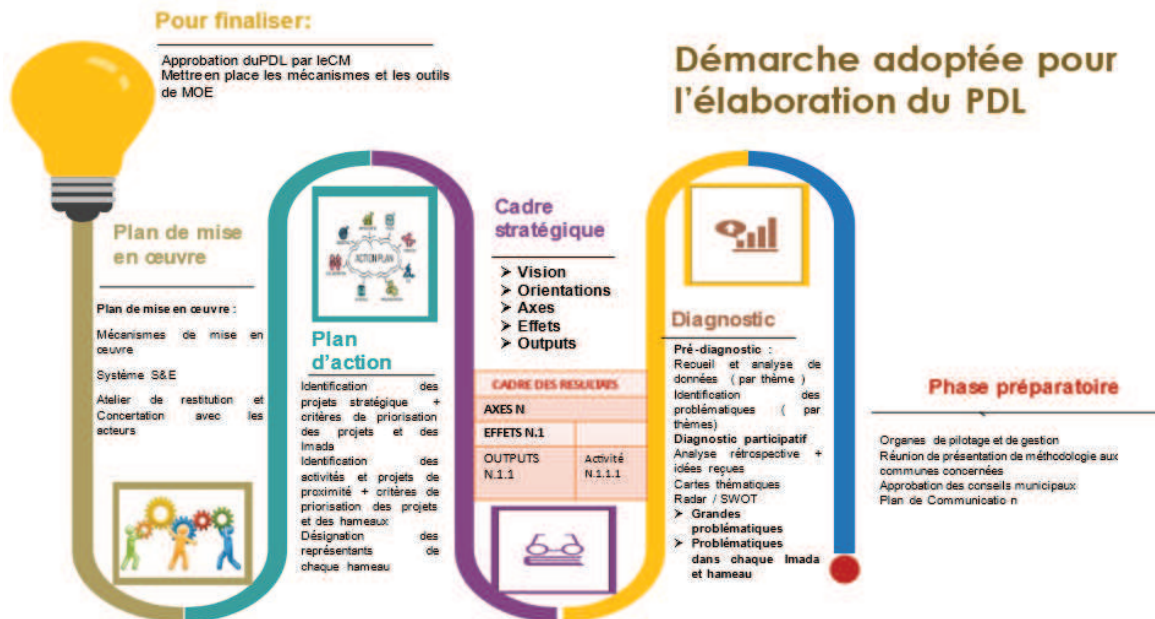 Pour finaliser:
Approbation duPDL par leCM
Mettreen place les mécanismes et les outils
de MOE
Démarche adoptée pour
l'élaboration du PDL
Plan de mise
en œuvre
Plan de mise en œuvre :
Mécanismes de mise en
œuvre
Système S&E
Atelier de restitution et
Concertation avec les
acteurs
ACTION PLAN
Plan
d'action
Identification des
projets stratégique +
critères de priorisation
des projets et des
Imada
Identification des
activités et projets de
proximité + critères de
priorisation des projets
et des hameaux
Désignation des
représentants de
chaque hameau
Cadre
stratégique
➤ Vision
➤ Orientations
➤ Axes
➤ Effets
➤ Outputs
CADRE DES RESULTATS
AXES N
EFFETS N.1
OUTPUTS
N.1.1
Activité
N.1.1.1
Diagnostic
Pré-diagnostic :
Recueil et analyse de
données ( par thème )
Identification des
problématiques ( par
thèmes)
Diagnostic participatif
Analyse rétrospective +
idées reçues
Cartes thématiques
Radar / SWOT
➤ Grandes
problématiques
➤ Problématiques
dans chaque Imada
et hameau
Phase préparatoire
Organes de pilotage et de gestion
Réunion de présentation de méthodologie aux
communes concernées
Approbation des conseils municipaux
Plan de Communicatio n